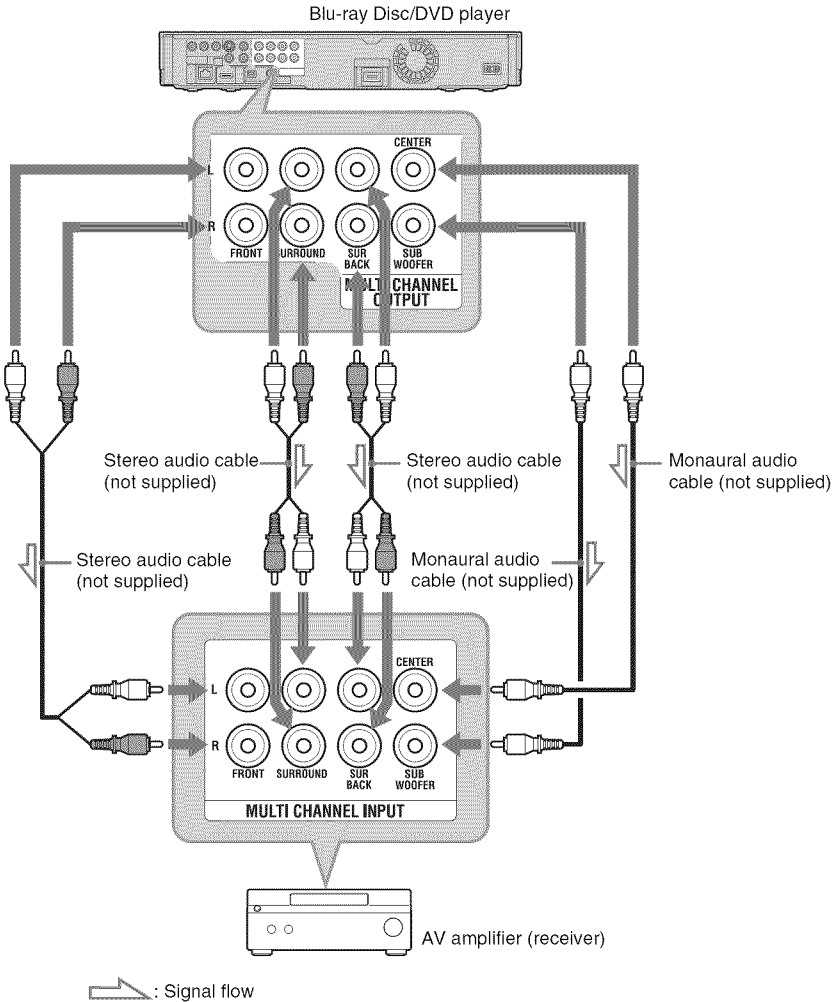 Blu-ray Disc/DVD player
CENTER
L
R
FRONT
SURROUND
SUR
BACK
SUB
WOOFER
MULTI CHANNEL
OUTPUT
Stereo audio cable
(not supplied)
Stereo audio cable
(not supplied)
Monaural audio
cable (not supplied)
Stereo audio cable
(not supplied)
Monaural audio
cable (not supplied)
CENTER
L
R
FRONT
SURROUND
SUR
BACK
SUB
WOOFER
MULTI CHANNEL INPUT
AV amplifier (receiver)
: Signal flow